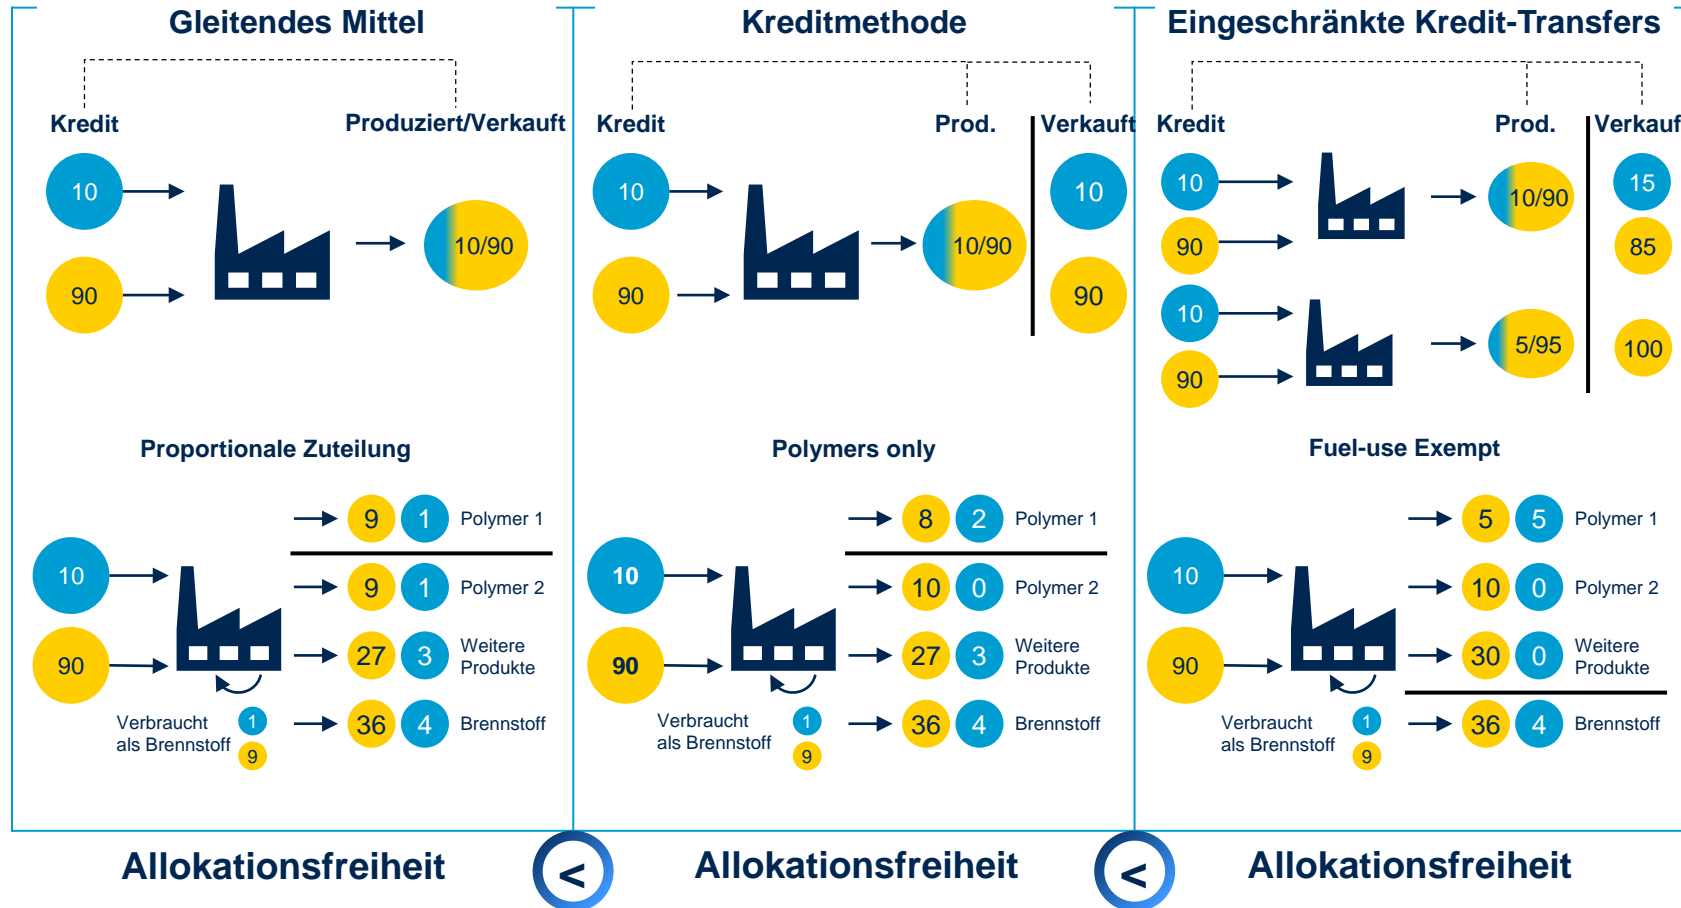 Gleitendes Mittel
Kredit
Produziert/Verkauft
10
90
10/90
Proportionale Zuteilung
10
90
9 1 Polymer 1
9 1 Polymer 2
27 3 Weitere
Produkte
36 4 Brennstoff
Verbraucht
als Brennstoff
1
9
Allokationsfreiheit
<
Kreditmethode
Kredit
Prod.
Verkauft
10
90
10/90
10
90
Polymers only
10
90
8 2 Polymer 1
10 0 Polymer 2
27 3 Weitere
Produkte
36 4 Brennstoff
Verbraucht
als Brennstoff
1
9
Allokationsfreiheit
<
Eingeschränkte Kredit-Transfers
Kredit
Prod.
Verkauf
10
90
10/90
15
85
10
90
5/95
100
Fuel-use Exempt
10
90
5 5 Polymer 1
10 0 Polymer 2
30 0 Weitere
Produkte
36 4 Brennstoff
Verbraucht
als Brennstoff
1
9
Allokationsfreiheit